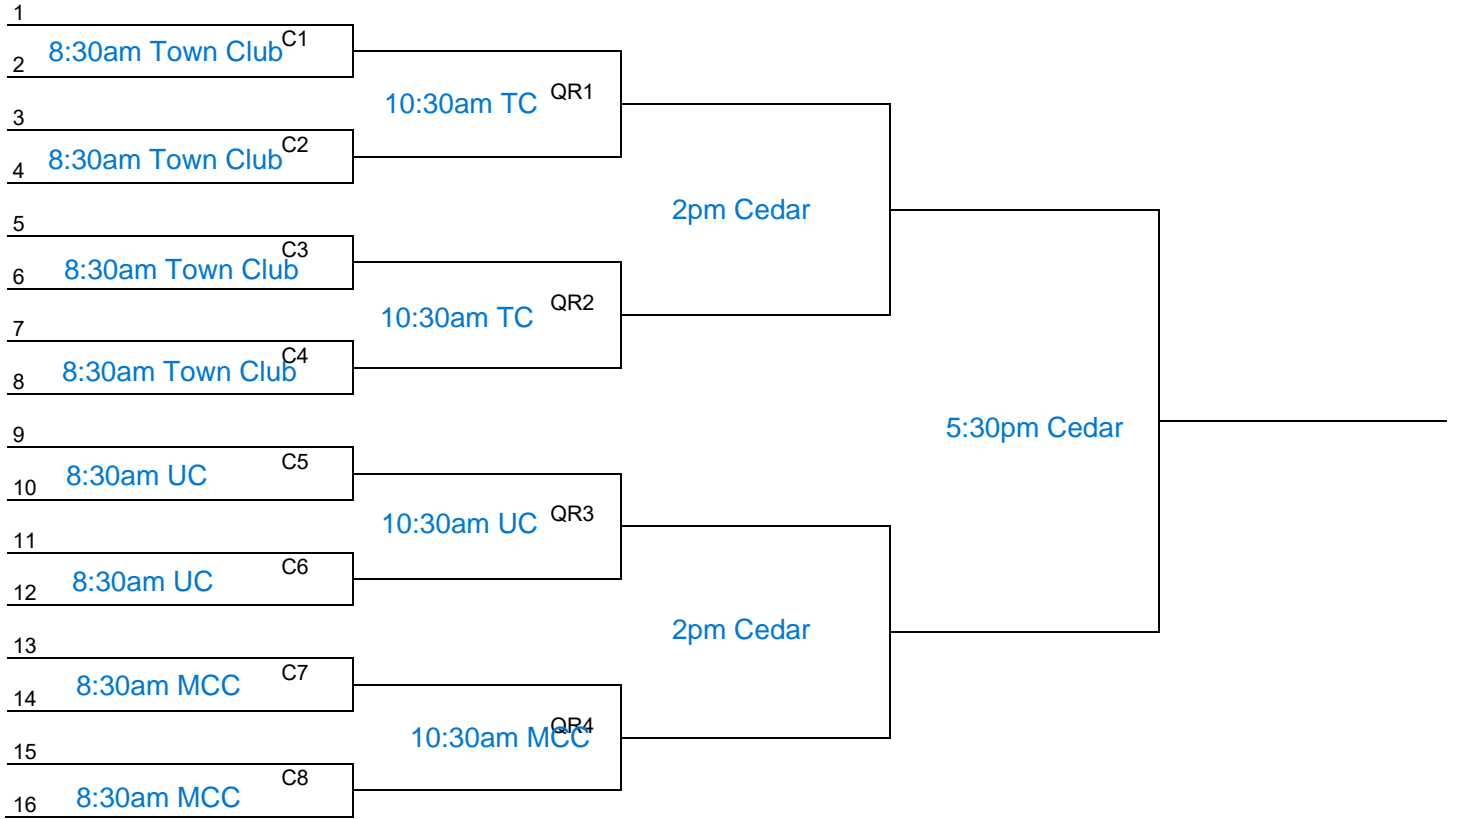 1
8:30am Town Club C1
2
10:30am TC QR1
3
8:30am Town Club C2
4
2pm Cedar
5
8:30am Town Club C3
6
10:30am TC QR2
7
8:30am Town Club C4
8
5:30pm Cedar
9
8:30am UC C5
10
10:30am UC QR3
11
8:30am UC C6
12
2pm Cedar
13
8:30am MCC C7
14
10:30am MCC QR4
15
8:30am MCC C8
16